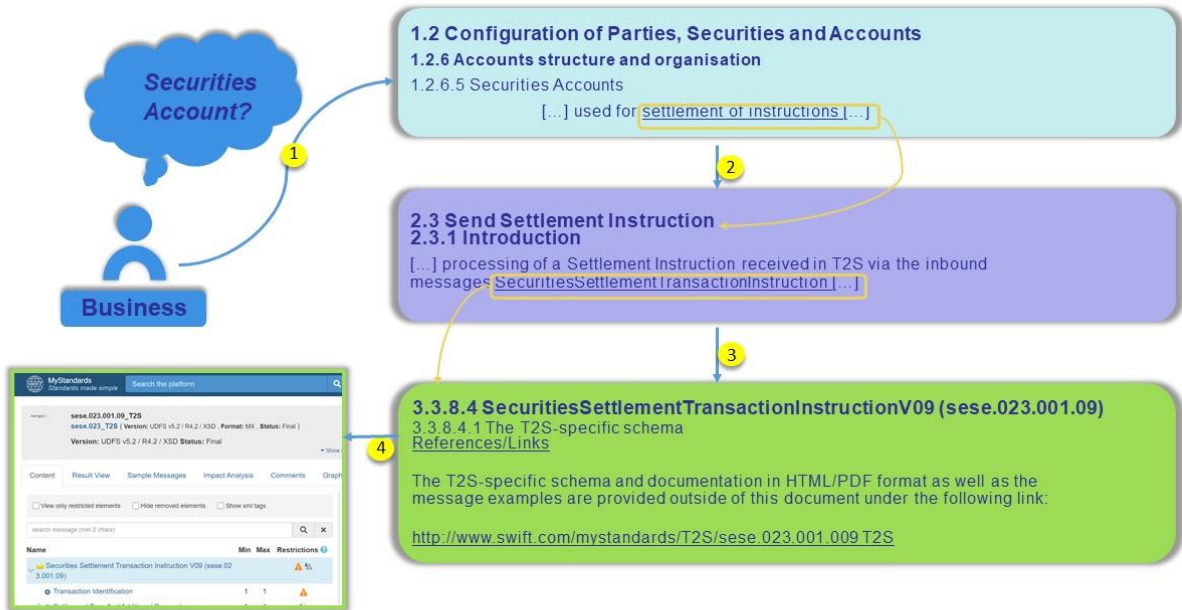 Securities
Account?
1
Business
1.2 Configuration of Parties, Securities and Accounts
1.2.6 Accounts structure and organisation
1.2.6.5 Securities Accounts
[...] used for settlement of instructions [...]
2
2.3 Send Settlement Instruction
2.3.1 Introduction
[...] processing of a Settlement Instruction received in T2S via the inbound
messages SecuritiesSettlementTransactionInstruction [...]
3
3.3.8.4 SecuritiesSettlementTransactionInstructionV09 (sese.023.001.09)
3.3.8.4.1 The T2S-specific schema
References/Links
The T2S-specific schema and documentation in HTML/PDF format as well as the
message examples are provided outside of this document under the following link:
http://www.swift.com/mystandards/T2S/sese.023.001.009 T2S
4
MyStandards
Standards made simple
Search the platform
sese.023.001.09_T2S
sese.023_T2S ( Version: UDFS v5.2 / R4.2 / XSD , Format: MX , Status: Final )
Version: UDFS v5.2 / R4.2 / XSD Status: Final
Show
Content Result View Sample Messages Impact Analysis Comments Graph
View only restricted elements Hide removed elements Show xml tags
search message (min 2 chars)
Name Min Max Restrictions
Securities Settlement Transaction Instruction V09 (sese.02
3.001.09)
Transaction Identification 1 1